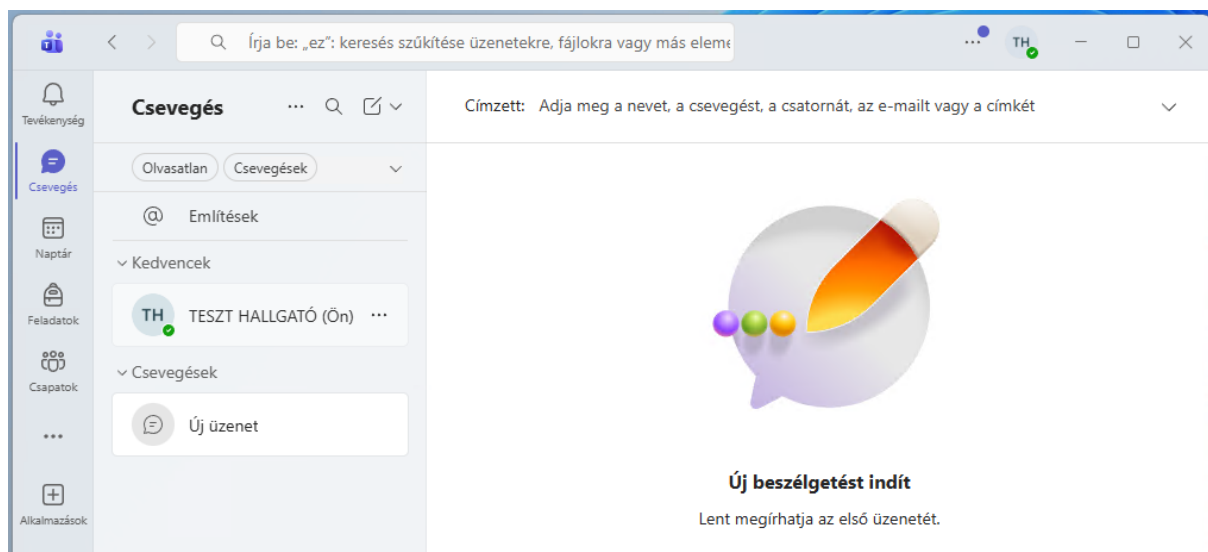 Írja be: „ez”: keresés szűkítése üzenetekre, fájlokra vagy más eleme
TH
Tevékenység
Csevegés
Naptár
Feladatok
Csapatok
Alkalmazások
Csevegés
Olvasatlan Csevegések
@ Említések
Kedvencek
TH TESZT HALLGATÓ (Ön)
Csevegések
Új üzenet
Címzett: Adja meg a nevet, a csevegést, a csatornát, az e-mailt vagy a címkét
Új beszélgetést indít
Lent megírhatja az első üzenetét.